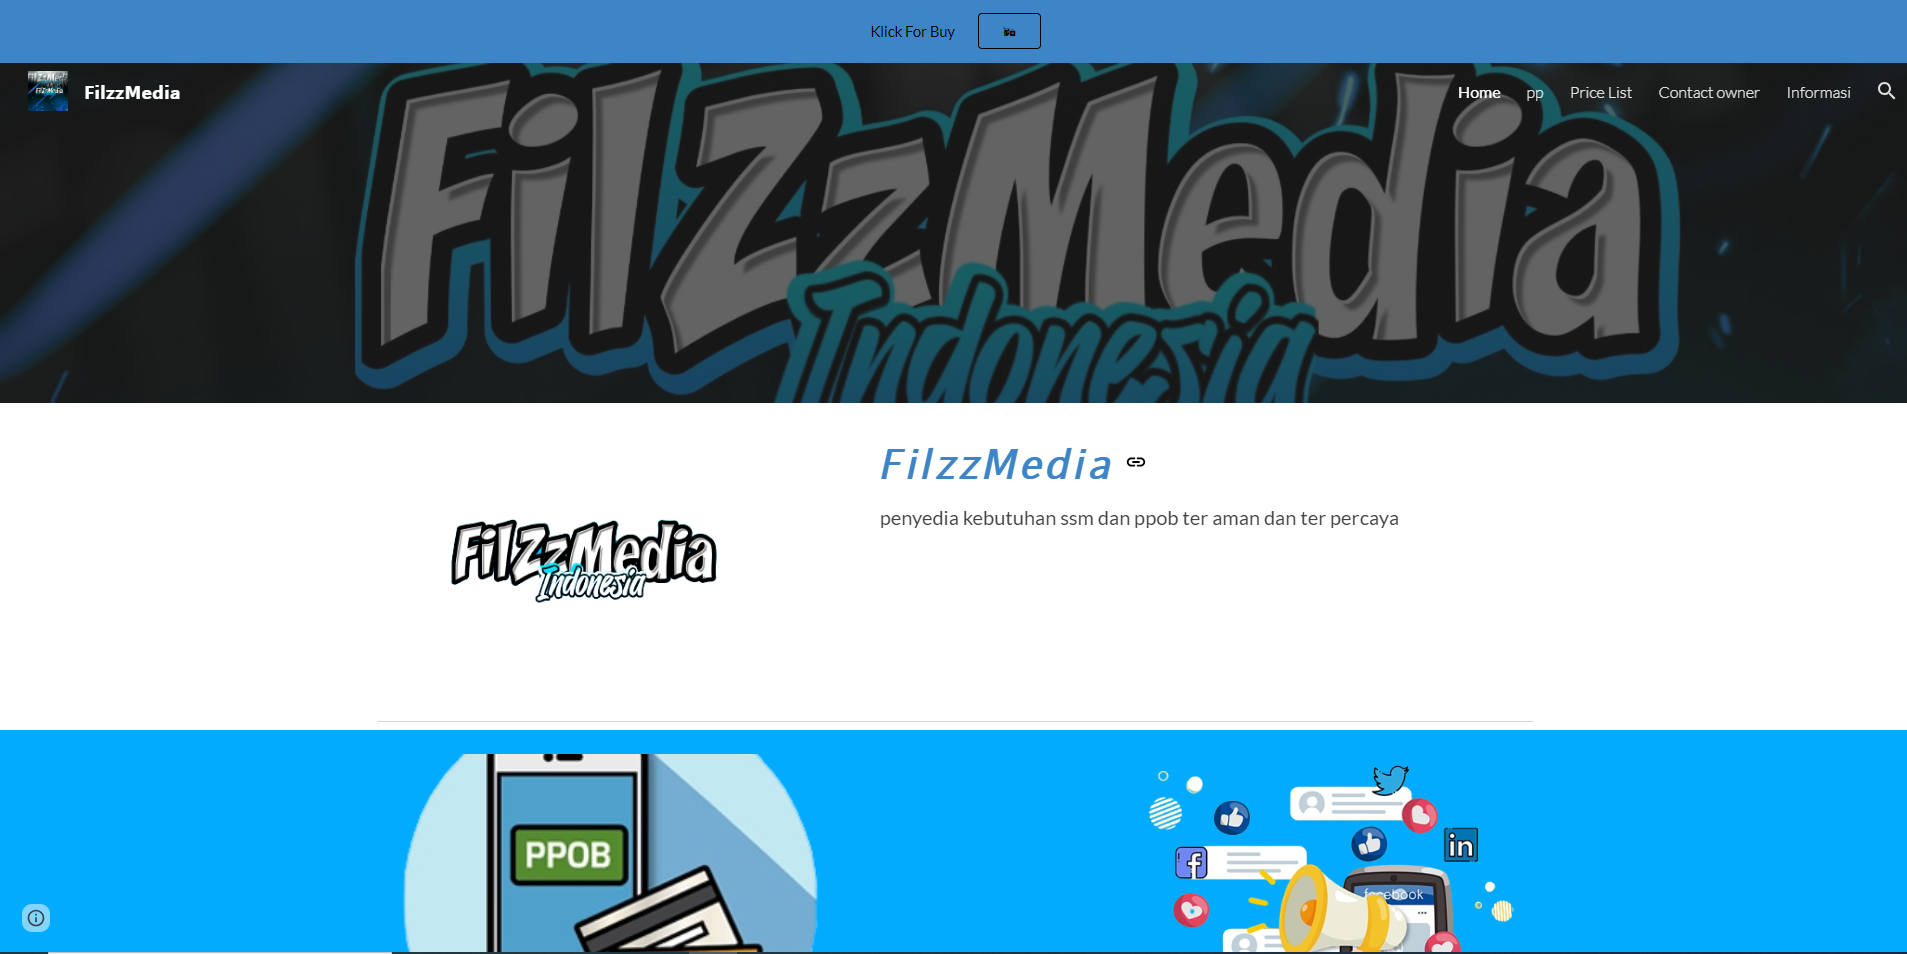 Klick For Buy
FilzzMedia
Home
pp
Price List
Contact owner
Informasi
FilZzMedia
Indonesia
FilzzMedia
penyedia kebutuhan ssm dan ppob ter aman dan ter percaya
FilZzMedia
Indonesia
PPOB
facebook
in